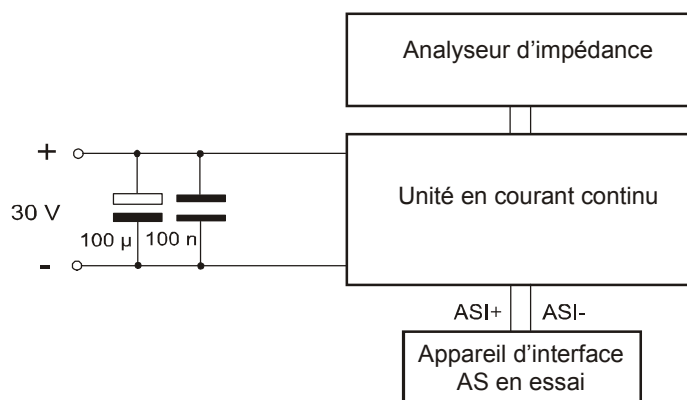 Analyseur d'impédance
+
30 V
100 µ
100 n
-
Unité en courant continu
ASI+
ASI-
Appareil d'interface
AS en essai